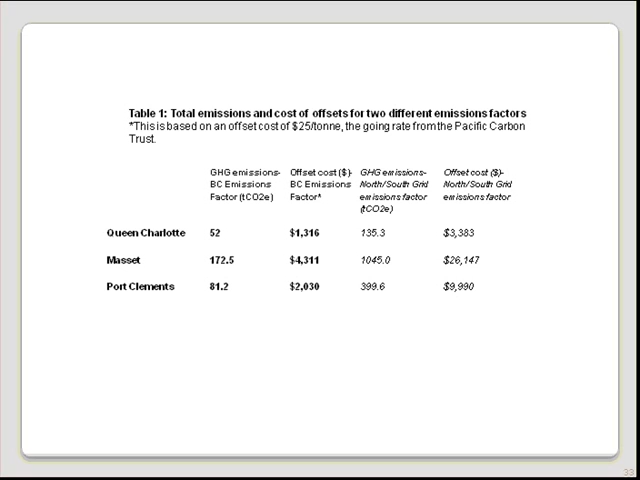 Table 1: Total emissions and cost of offsets for two different emissions factors
*This is based on an offset cost of $25/tonne, the going rate from the Pacific Carbon
Trust.
GHG emissions- Offset cost ($)- GHG emissions- Offset cost ($)-
BC Emissions BC Emissions North/South Grid North/South Grid
Factor (tCO2e) Factor* emissions factor emissions factor
(tCO2e)
Queen Charlotte 52 $1,316 135.3 $3,383
Masset 172.5 $4,311 1045.0 $26,147
Port Clements 81.2 $2,030 399.6 $9,990
33